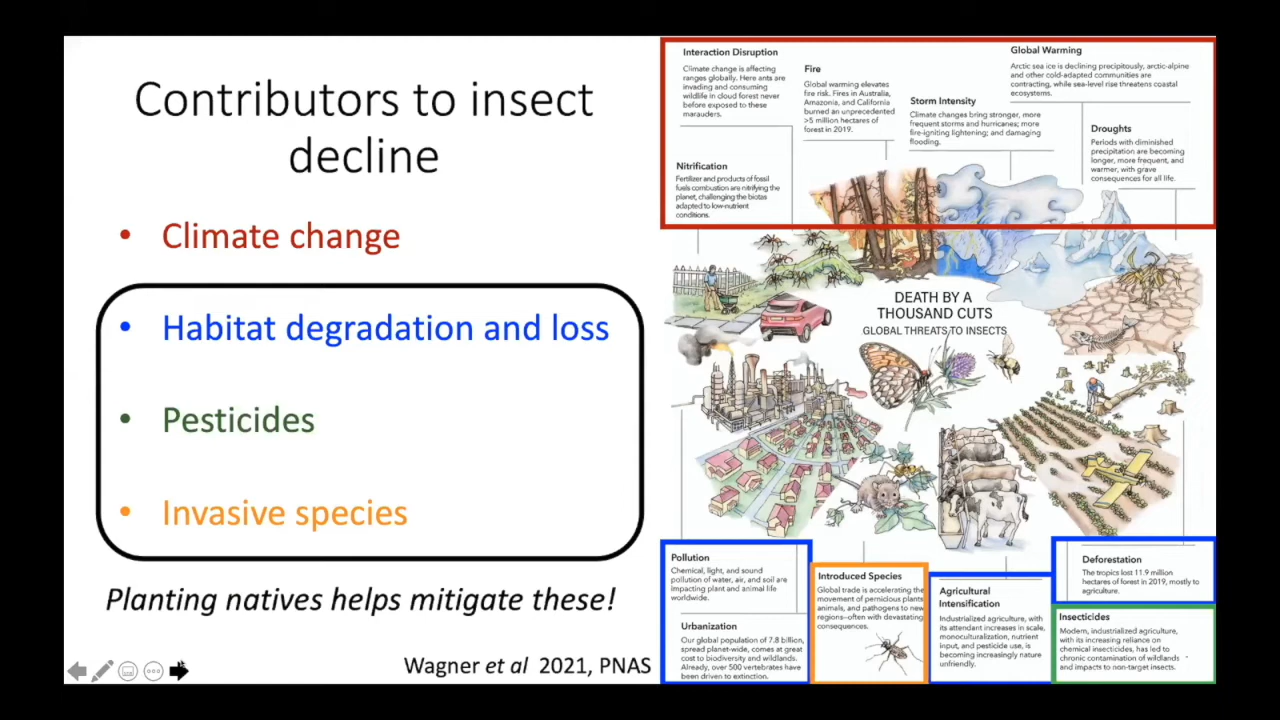 Contributors to insect
decline
• Climate change
• Habitat degradation and loss
• Pesticides
• Invasive species
Planting natives helps mitigate these!
Wagner et al 2021, PNAS
Interaction Disruption
Climate change is affecting
ranges globally. Here ants are
invading and consuming
wildlife in cloud forest never
before exposed to these
marauders.
Nitrification
Fertilizer and products of fossil
fuels combustion are nitrifying the
planet, challenging the biotas
adapted to low-nutrient
conditions.
Fire
Global warming elevates
fire risk. Fires in Australia,
Amazonia, and California
burned an unprecedented
>5 million hectares of
forest in 2019.
Storm Intensity
Climate changes bring stronger, more
frequent storms and hurricanes; more
fire-igniting lightening; and damaging
flooding.
Global Warming
Arctic sea ice is declining precipitously, arctic-alpine
and other cold-adapted communities are
contracting, while sea-level rise threatens coastal
ecosystems.
Droughts
Periods with diminished
precipitation are becoming
longer, more frequent, and
warmer, with grave
consequences for all life.
DEATH BY A
THOUSAND CUTS
GLOBAL THREATS TO INSECTS
Pollution
Chemical, light, and sound
pollution of water, air, and soil are
impacting plant and animal life
worldwide.
Urbanization
Our global population of 7.8 billion,
spread planet-wide, comes at great
cost to biodiversity and wildlands.
Already, over 500 vertebrates have
been driven to extinction.
Introduced Species
Global trade is accelerating the
movement of pernicious plants,
animals, and pathogens to new
regions–often with devastating
consequences.
Agricultural
Intensification
Industrialized agriculture, with
its attendant increases in scale,
monoculturalization, nutrient
input, and pesticide use, is
becoming increasingly nature
unfriendly.
Deforestation
The tropics lost 11.9 million
hectares of forest in 2019, mostly to
agriculture.
Insecticides
Modern, industrialized agriculture,
with its increasing reliance on
chemical insecticides, has led to
chronic contamination of wildlands
and impacts to non-target insects.